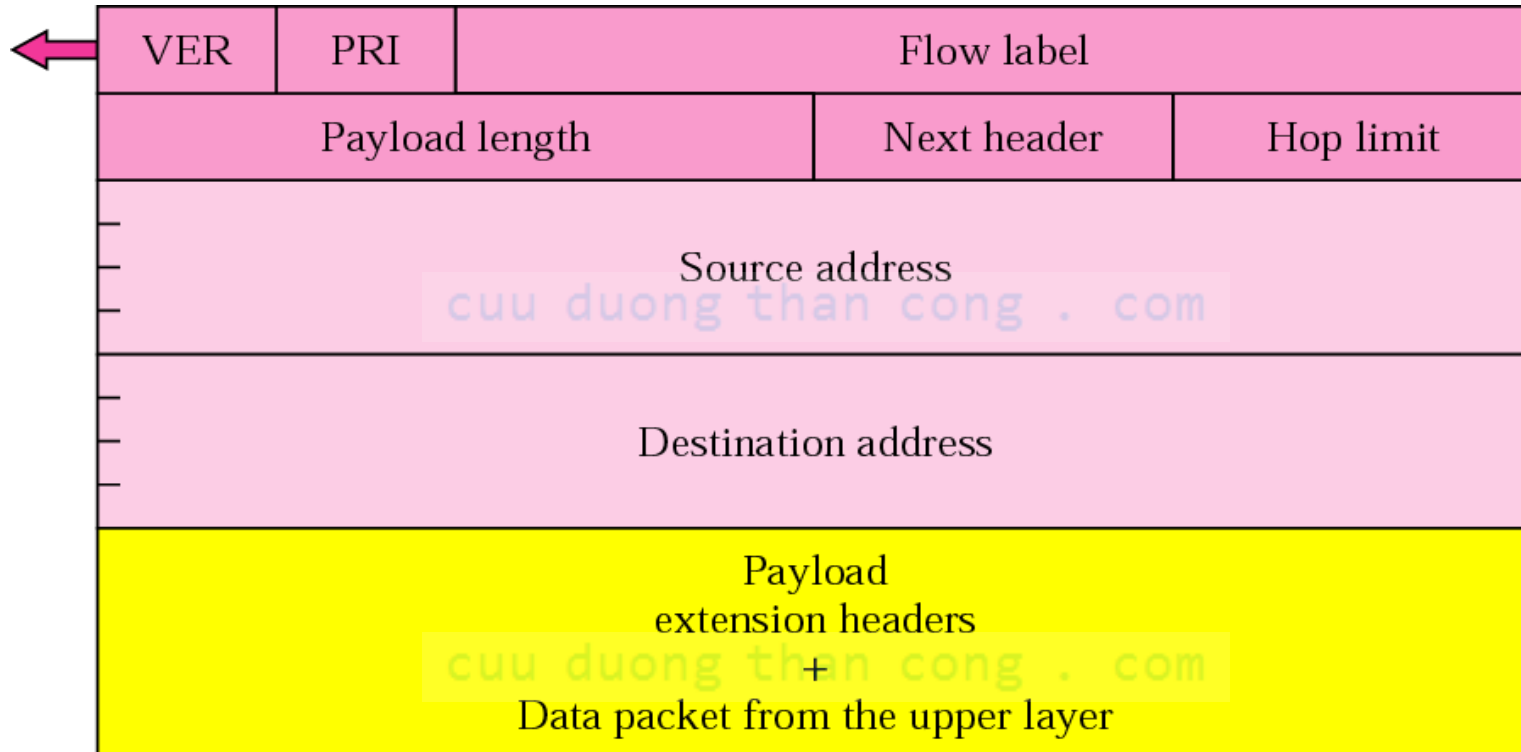 VER PRI Flow label
Payload length Next header Hop limit
Source address
cuu duong than cong . com
Destination address
Payload
extension headers
cuu duong than cong . com
+
Data packet from the upper layer